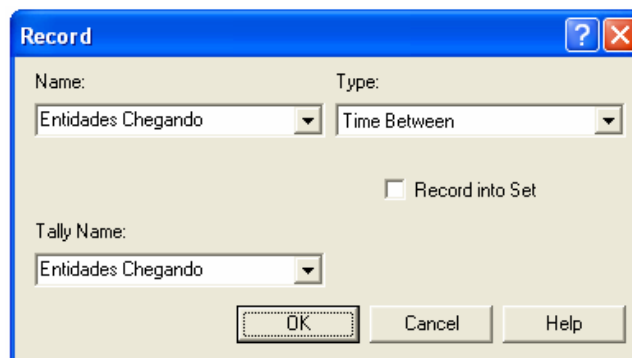 Record
Name: Type:
Entidades Chegando Time Between
Record into Set
Tally Name:
Entidades Chegando
OK Cancel Help